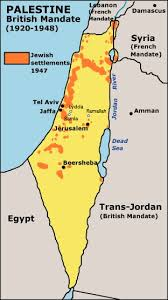 PALESTINE
British Mandate
(1920-1948)
Jewish
settlements
1947
Lebanon
(French
Mandate)
Damascus
Syria
(French
Mandate)
Tel Aviv
Jaffa
Lydda
Ramallah
Jerusalem
Jordan River
Amman
Dead
Sea
Beersheba
Egypt
Trans-Jordan
(British Mandate)